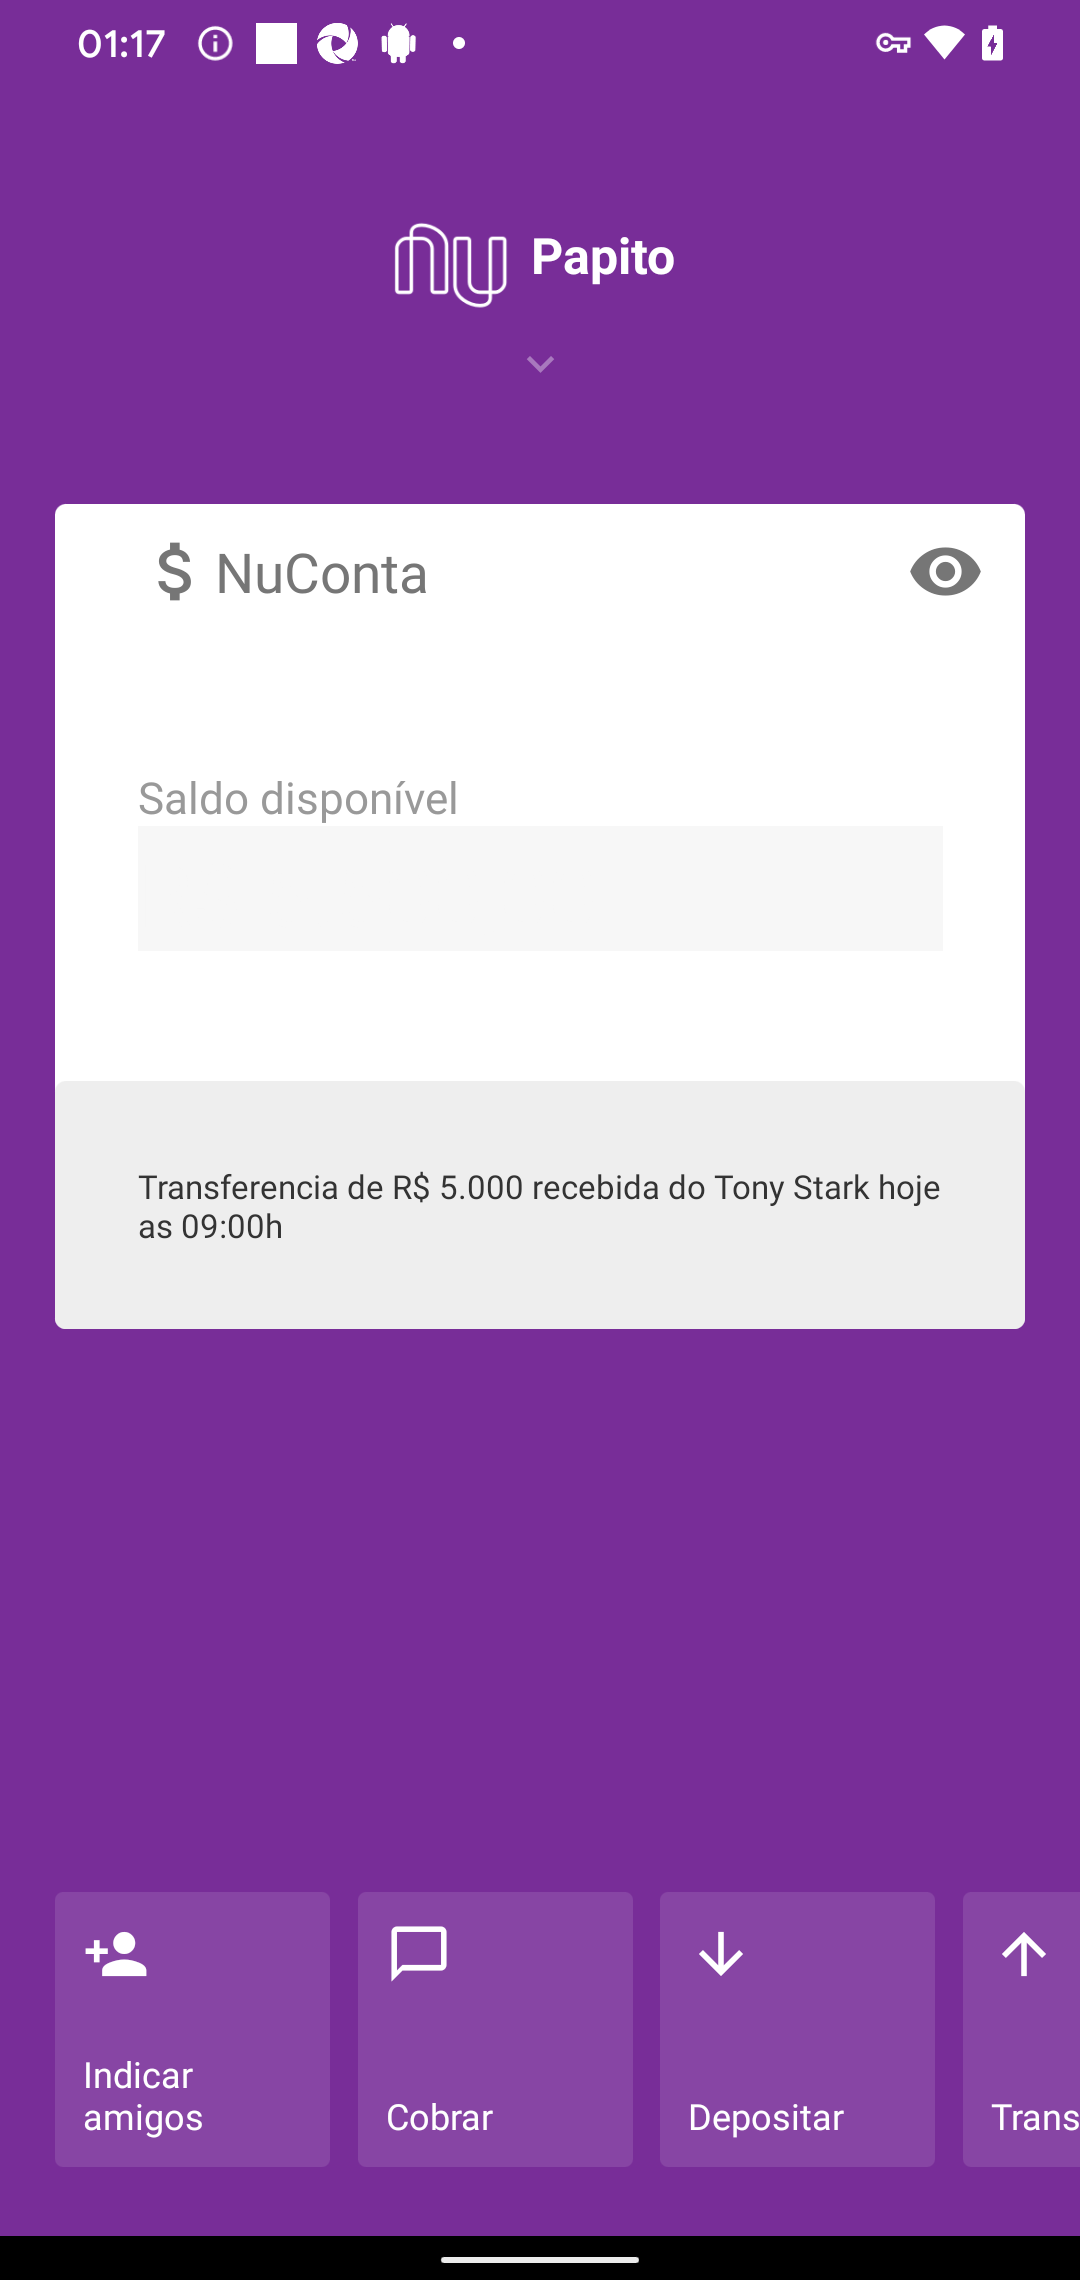 01:17
nu Papito
$ NuConta
Saldo disponível
Transferencia de R$ 5.000 recebida do Tony Stark hoje
as 09:00h
Indicar
amigos
Cobrar
Depositar
Trans